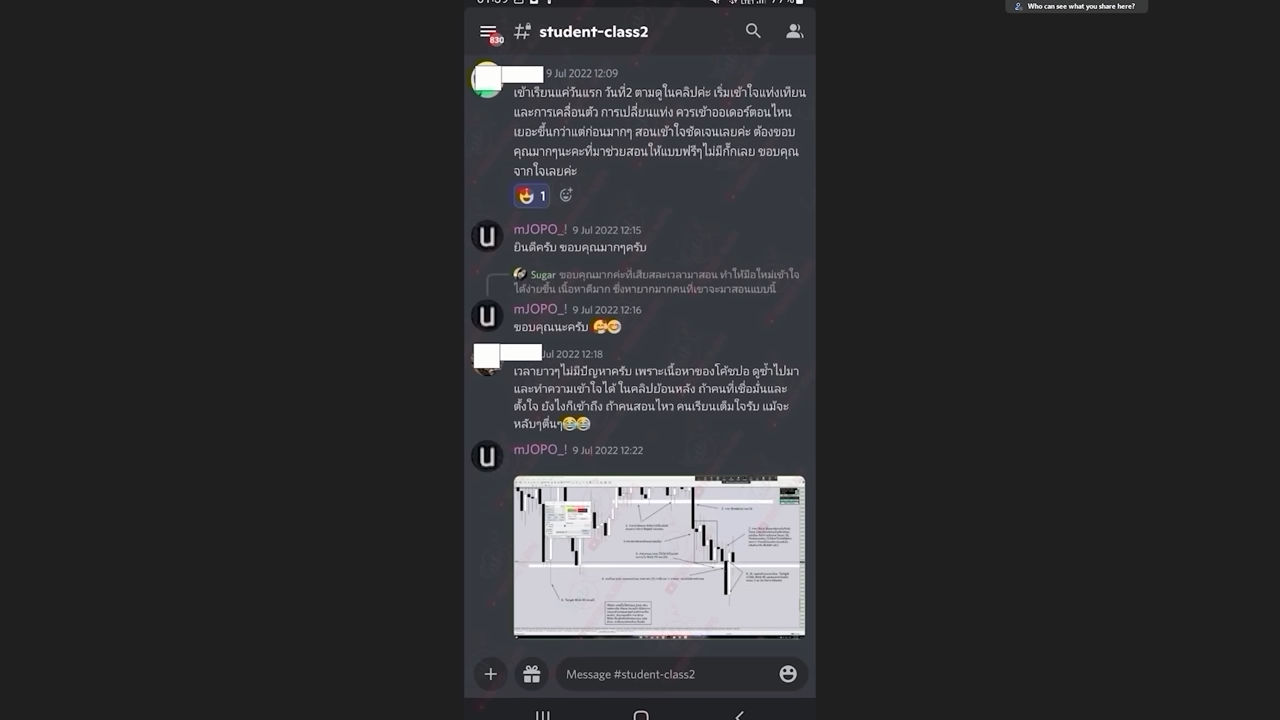 Who can see what you share here?
830
# student-class2
9 Jul 2022 12:09
เข้าเรียนแค่วันแรก วันที่2 ตามดูในคลิปค่ะ เริ่มเข้าใจแท่งเทียน
และการเคลื่อนตัว การเปลี่ยนแท่ง ควรเข้าออเดอร์ตอนไหน
เยอะขึ้นกว่าแต่ก่อนมากๆ สอนเข้าใจชัดเจนเลยค่ะ ต้องขอบ
คุณมากๆนะคะที่มาช่วยสอนให้แบบฟรีๆไม่มีกั๊กเลย ขอบคุณ
จากใจเลยค่ะ
1
mJOPO_! 9 Jul 2022 12:15
ยินดีครับ ขอบคุณมากๆครับ
Sugar ขอบคุณมากค่ะที่เสียสละเวลามาสอน ทำให้มือใหม่เข้าใจ
ได้ง่ายขึ้น เนื้อหาดีมาก ซึ่งหายากมากคนที่เขาจะมาสอนแบบนี้
mJOPO_! 9 Jul 2022 12:16
ขอบคุณนะครับ
Jul 2022 12:18
เวลายาวๆไม่มีปัญหาครับ เพราะเนื้อหาของโค้ชปอ ดูซ้ำไปมา
และทำความเข้าใจได้ ในคลิปย้อนหลัง ถ้าคนที่เชื่อมั่นและ
ตั้งใจ ยังไงก็เข้าถึง ถ้าคนสอนไหว คนเรียนเต็มใจรับ แม้จะ
หลับๆตื่นๆ
mJOPO_! 9 Jul 2022 12:22
Message #student-class2